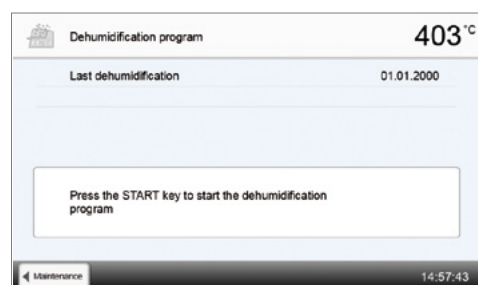 Dehumidification program
403°C
Last dehumidification
01.01.2000
Press the START key to start the dehumidification
program
Maintenance
14:57:43